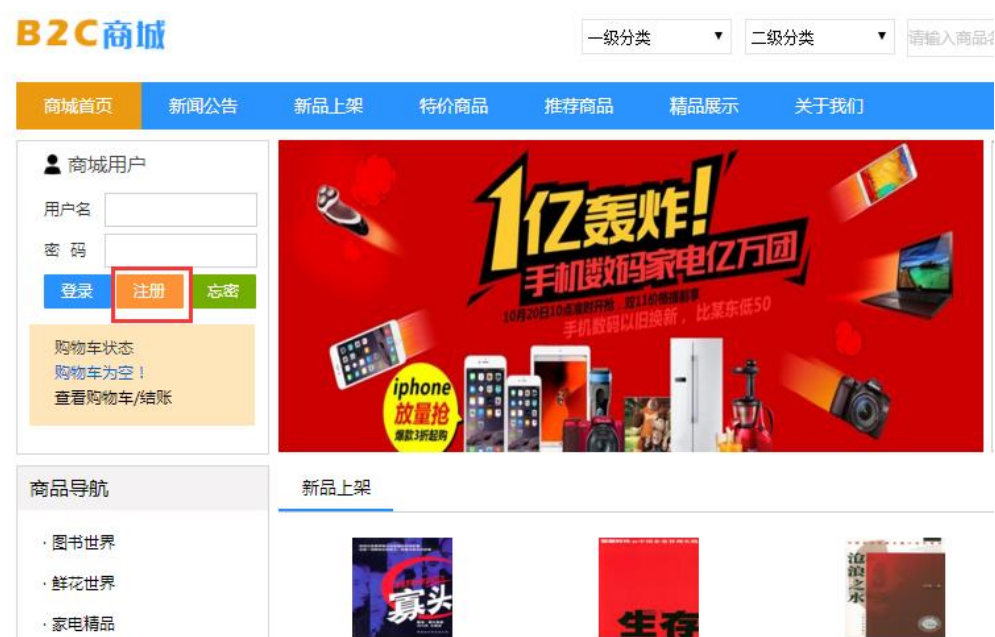 B2C商城
一级分类 ▼ 二级分类 ▼ 请输入商品名
商城首页 新闻公告 新品上架 特价商品 推荐商品 精品展示 关于我们
商城用户
用户名
密 码
登录 注册 忘密
购物车状态
购物车为空！
查看购物车/结账
1亿轰炸!
手机数码家电亿万团
10月20日10点准时开抢，双11价格提前享
手机数码以旧换新，比某东低50
iphone
放量抢
爆款3折起购
商品导航
· 图书世界
· 鲜花世界
· 家电精品
新品上架
寡头
生存
沧浪之水